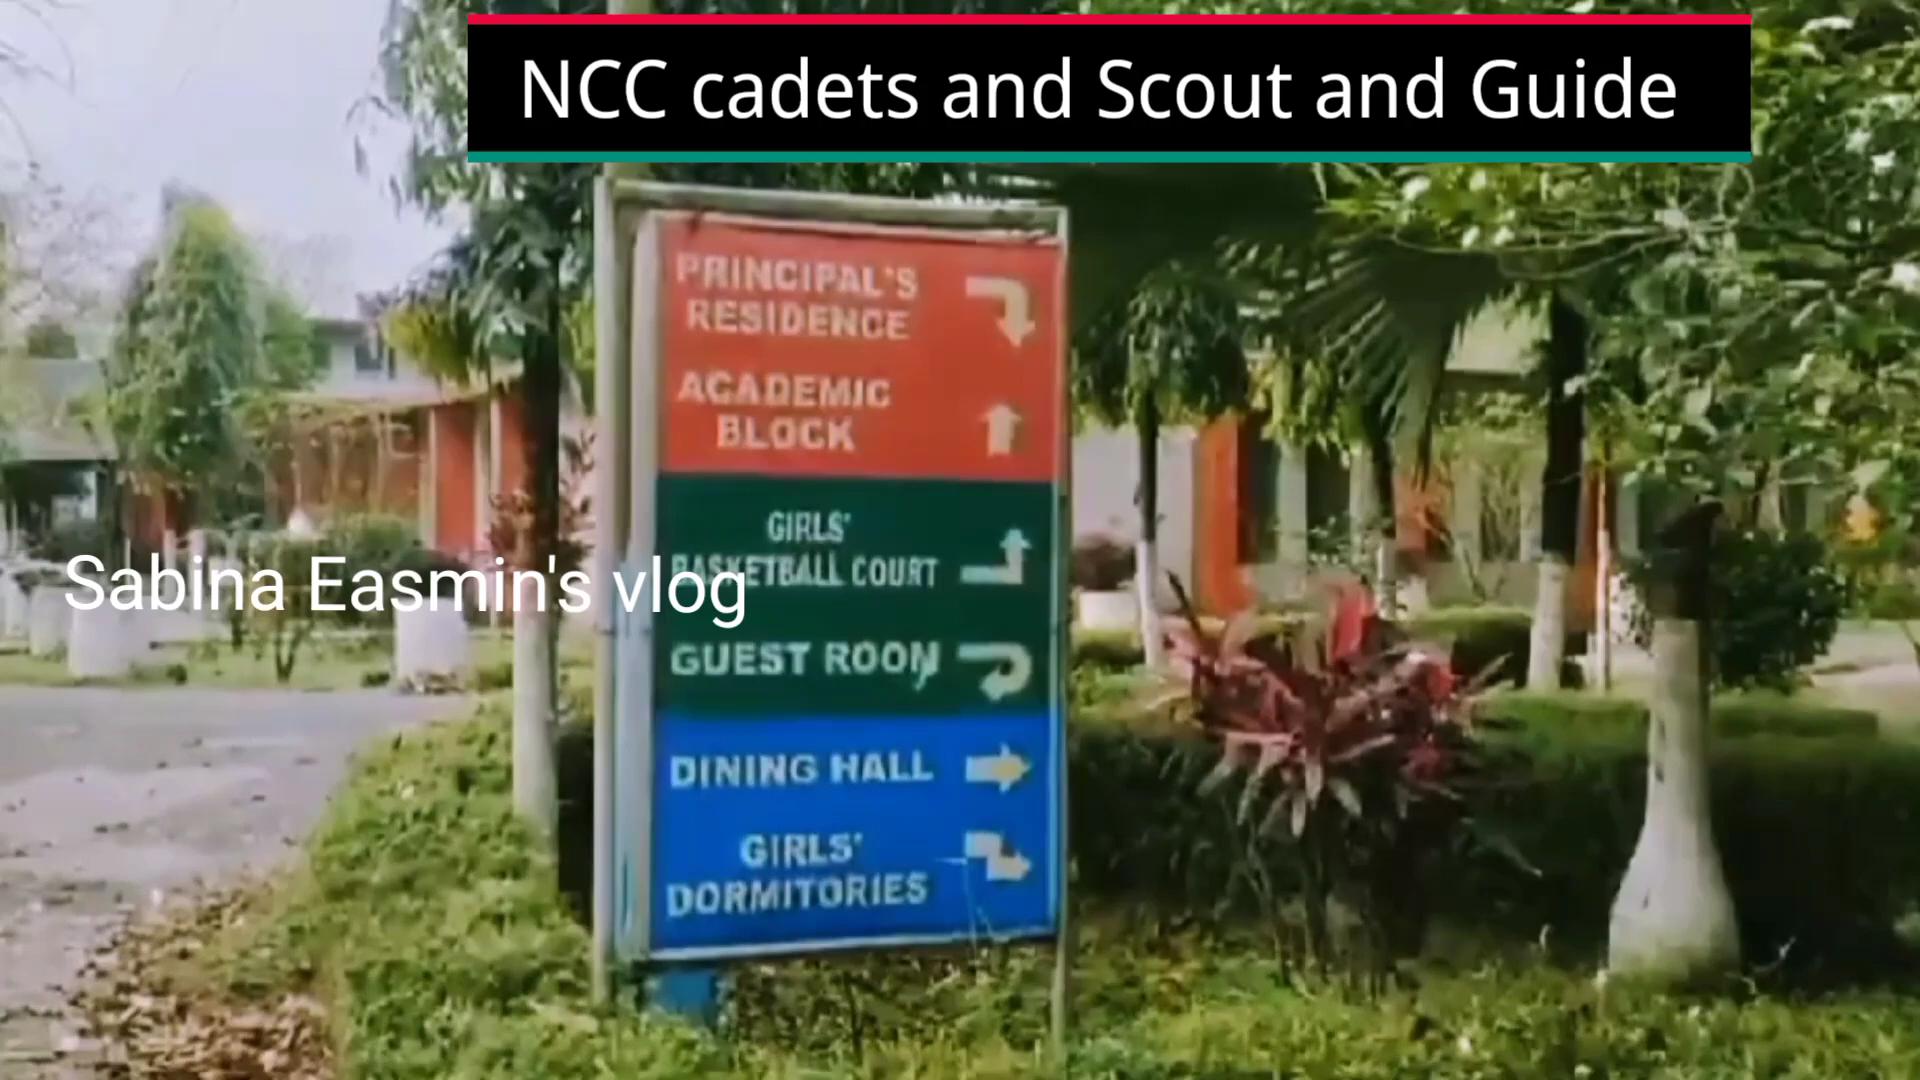 NCC cadets and Scout and Guide
PRINCIPAL'S
RESIDENCE
ACADEMIC
BLOCK
GIRLS'
BASKETBALL COURT
Sabina Easmin's vlog
GUEST ROOM
DINING HALL
GIRLS'
DORMITORIES